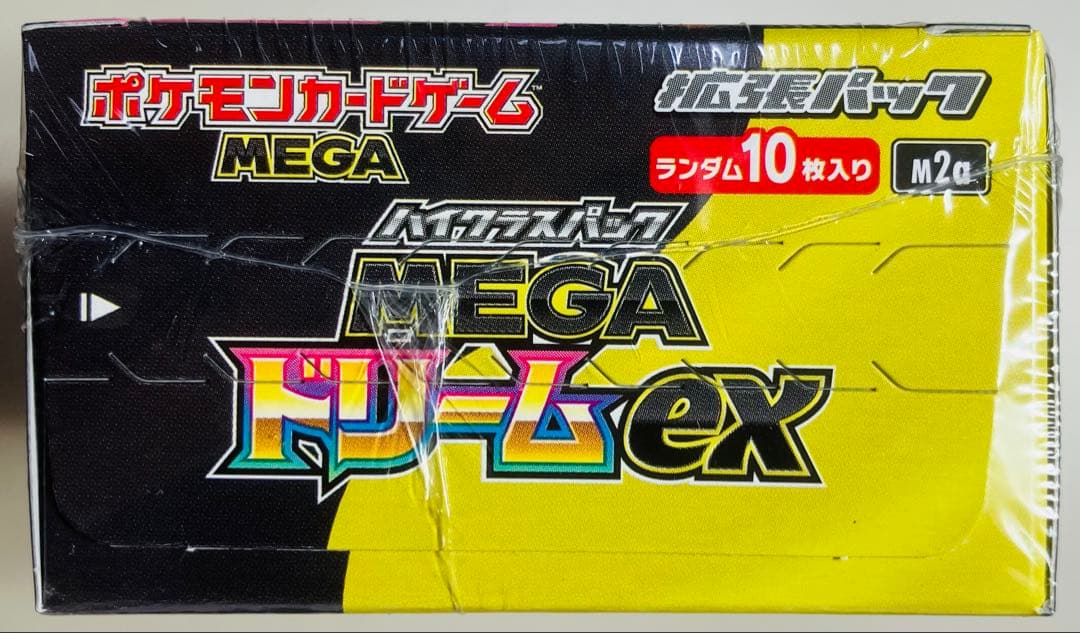 ポケモンカードゲーム™
MEGA
拡張パック
ランダム10枚入り
M2a
ハイクラスパック
MEGA
ドリームex